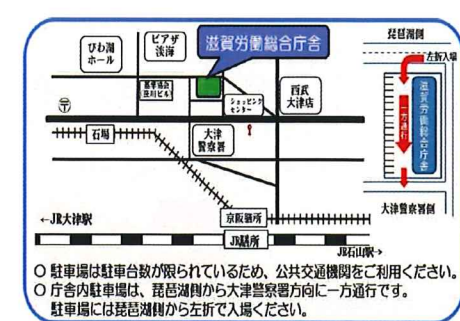 びわ湖
ホール
ピアザ
淡海
滋賀労働総合庁舎
ショッピング
センター
西武
大津店
〒
石場
大津
警察署
←JR大津駅
京阪膳所
JR膳所
JR石山駅→
琵琶湖側
左折入場
一方通行
滋賀労働総合庁舎
大津警察署側
○ 駐車場は駐車台数が限られているため、公共交通機関をご利用ください。
○ 庁舎内駐車場は、琵琶湖側から大津警察署方向に一方通行です。
駐車場には琵琶湖側から左折で入場ください。